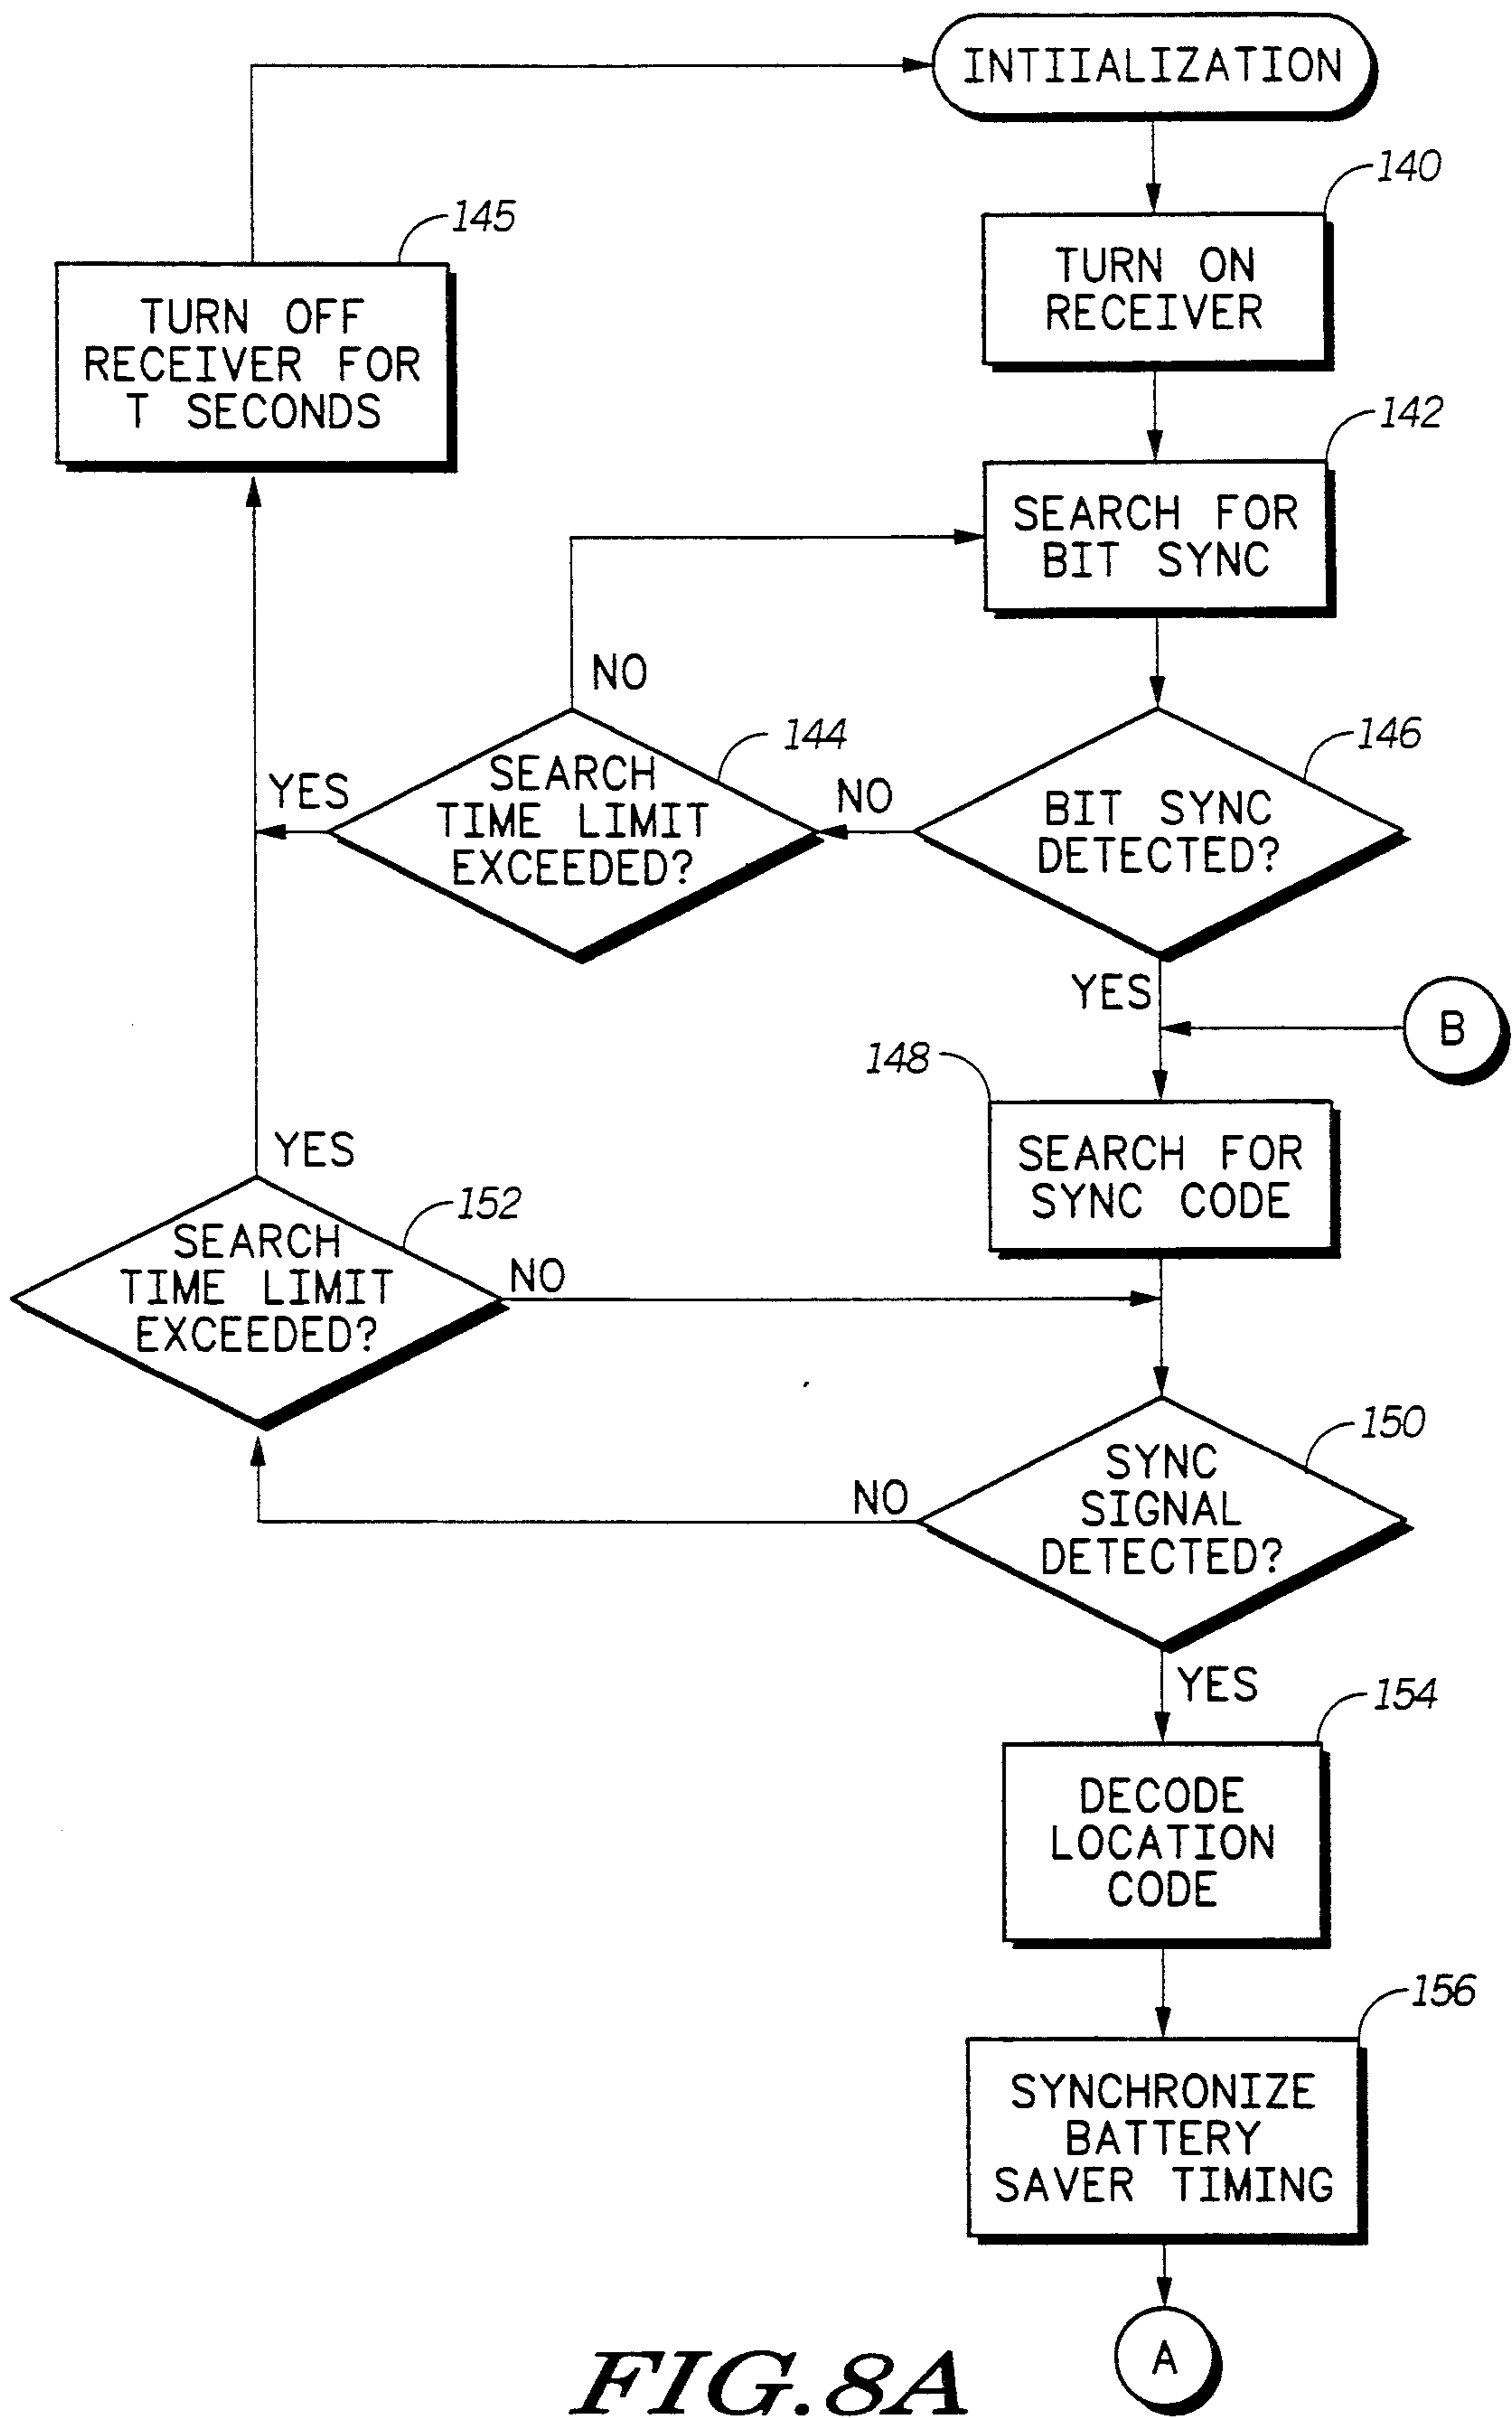 INTIIALIZATION
140
TURN ON
RECEIVER
145
TURN OFF
RECEIVER FOR
T SECONDS
142
SEARCH FOR
BIT SYNC
NO
144
SEARCH
TIME LIMIT
EXCEEDED?
YES
NO
146
BIT SYNC
DETECTED?
YES
B
148
SEARCH FOR
SYNC CODE
YES
152
SEARCH
TIME LIMIT
EXCEEDED?
NO
150
SYNC
SIGNAL
DETECTED?
NO
YES
154
DECODE
LOCATION
CODE
156
SYNCHRONIZE
BATTERY
SAVER TIMING
A
FIG.8A